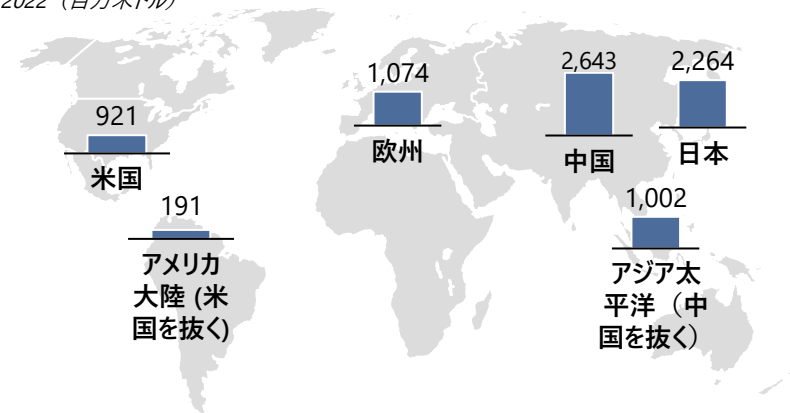 2022（百万米ドル）
921
米国
191
アメリカ
大陸 (米
国を抜く)
1,074
欧州
2,643
中国
2,264
日本
1,002
アジア太
平洋（中
国を抜く）